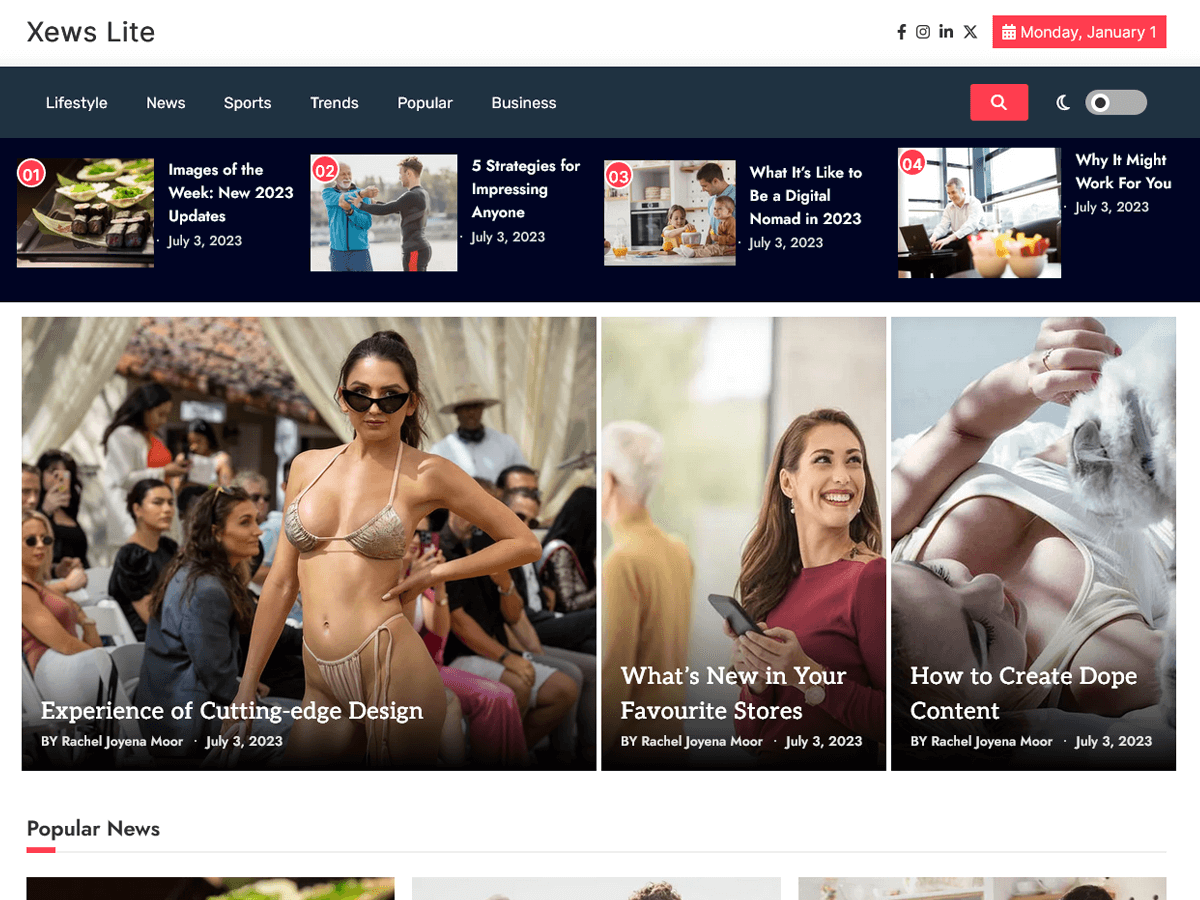 Xews Lite
Monday, January 1
Lifestyle News Sports Trends Popular Business
01
Images of the
Week: New 2023
Updates
· July 3, 2023
02
5 Strategies for
Impressing
Anyone
· July 3, 2023
03
What It’s Like to
Be a Digital
Nomad in 2023
· July 3, 2023
04
Why It Might
Work For You
· July 3, 2023
Experience of Cutting-edge Design
BY Rachel Joyena Moor · July 3, 2023
What’s New in Your
Favourite Stores
BY Rachel Joyena Moor · July 3, 2023
How to Create Dope
Content
BY Rachel Joyena Moor · July 3, 2023
Popular News